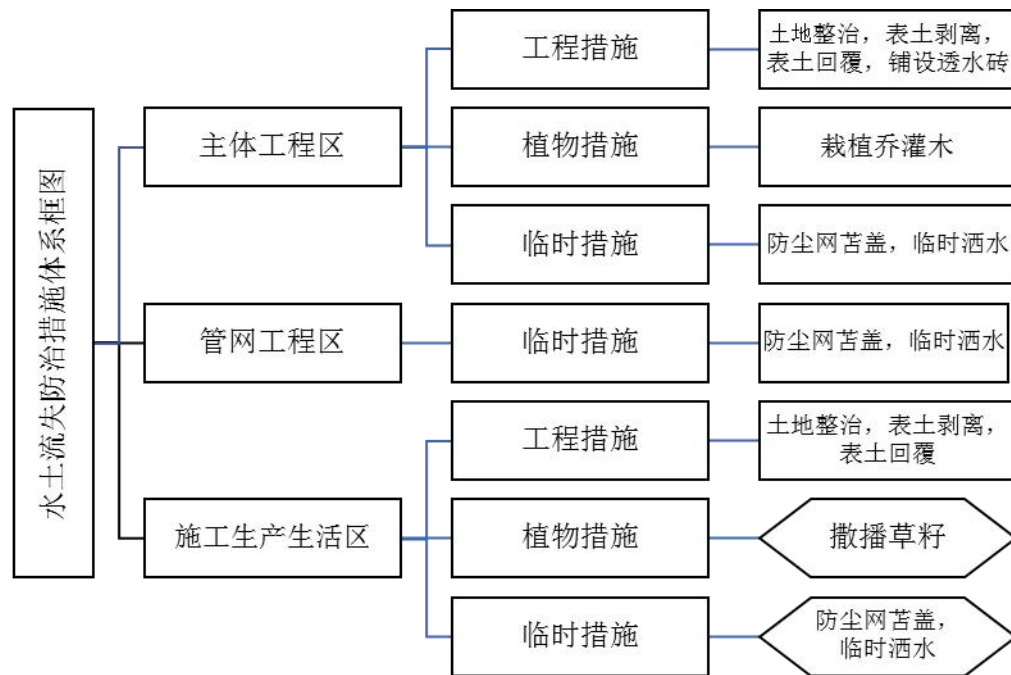 水土流失防治措施体系框图
主体工程区
工程措施
土地整治，表土剥离，
表土回覆，铺设透水砖
植物措施
栽植乔灌木
临时措施
防尘网苫盖，临时洒水
管网工程区
临时措施
防尘网苫盖，临时洒水
施工生产生活区
工程措施
土地整治，表土剥离，
表土回覆
植物措施
撒播草籽
临时措施
防尘网苫盖，
临时洒水